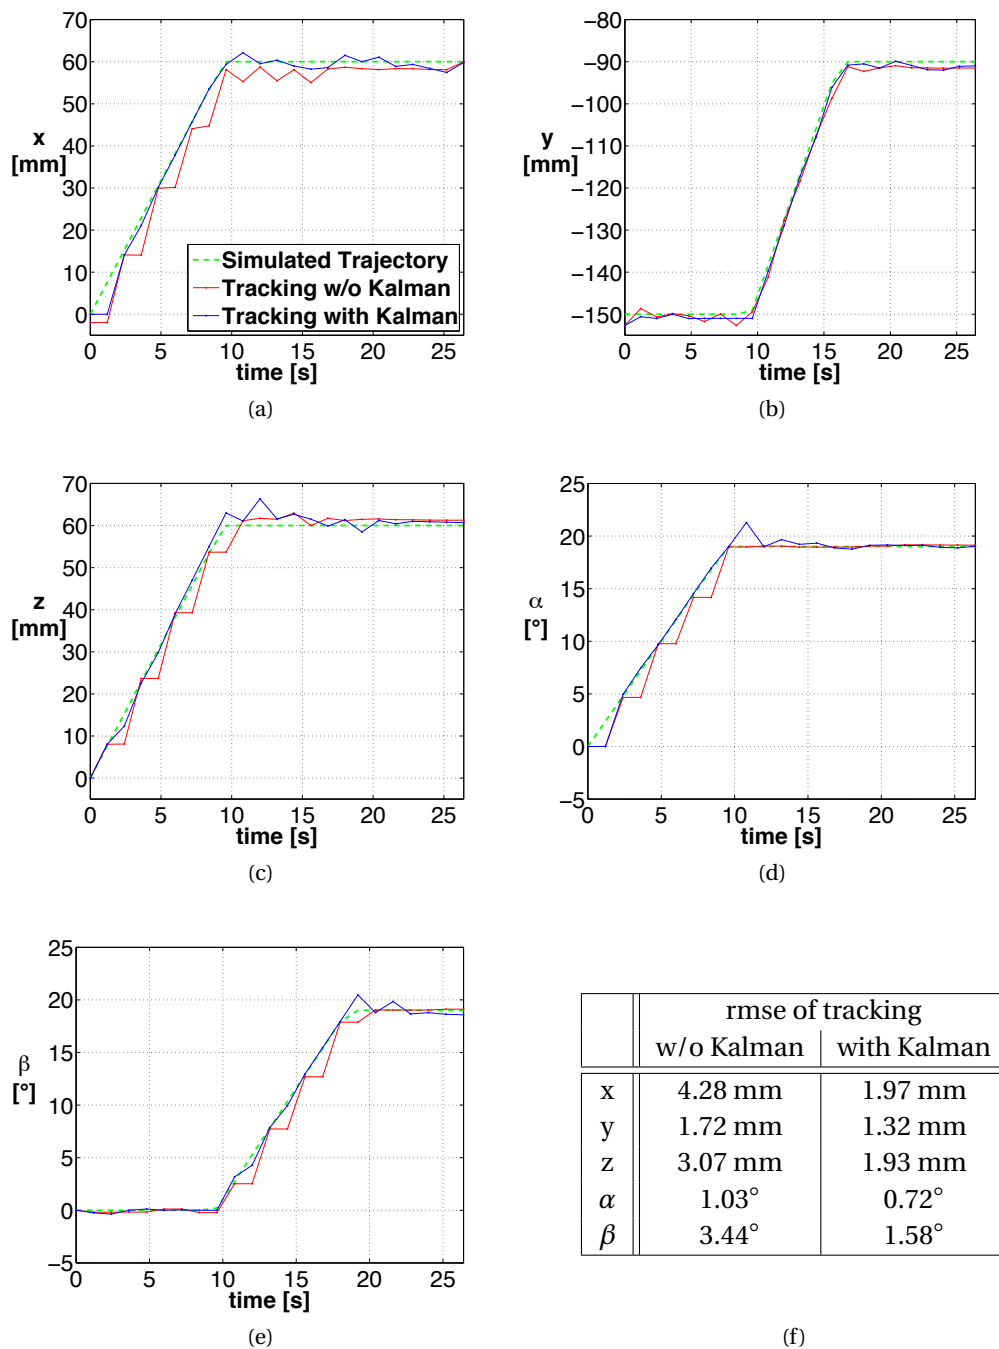 70
60
50
40
30
20
10
0
x
[mm]
Simulated Trajectory
Tracking w/o Kalman
Tracking with Kalman
0 5 10 15 20 25
time [s]
(a)
−80
−90
−100
−110
−120
−130
−140
−150
y
[mm]
0 5 10 15 20 25
time [s]
(b)
70
60
50
40
30
20
10
0
z
[mm]
0 5 10 15 20 25
time [s]
(c)
25
20
15
10
5
0
−5
α
[°]
0 5 10 15 20 25
time [s]
(d)
25
20
15
10
5
0
−5
β
[°]
0 5 10 15 20 25
time [s]
(e)
rmse of tracking
w/o Kalman with Kalman
x 4.28 mm 1.97 mm
y 1.72 mm 1.32 mm
z 3.07 mm 1.93 mm
α 1.03° 0.72°
β 3.44° 1.58°
(f)